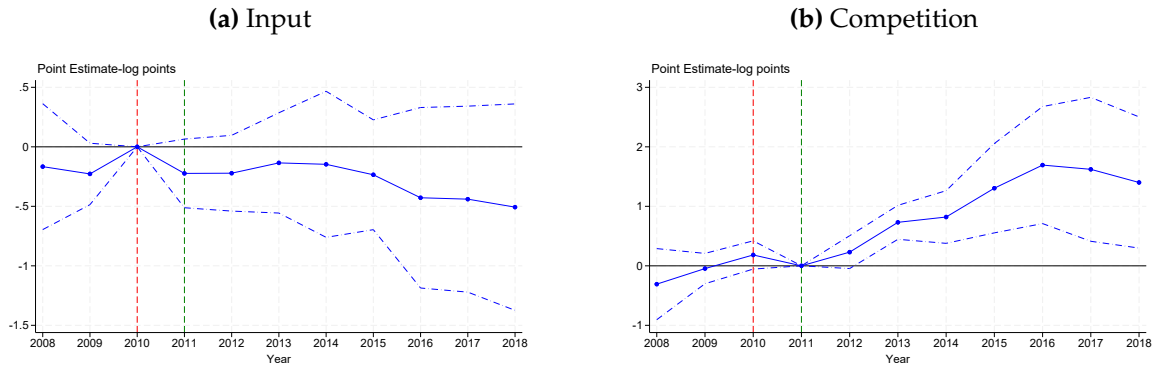 (a) Input
Point Estimate-log points
.5
0
-.5
-1
-1.5
2008 2009 2010 2011 2012 2013 2014 2015 2016 2017 2018
Year
(b) Competition
Point Estimate-log points
3
2
1
0
-1
2008 2009 2010 2011 2012 2013 2014 2015 2016 2017 2018
Year